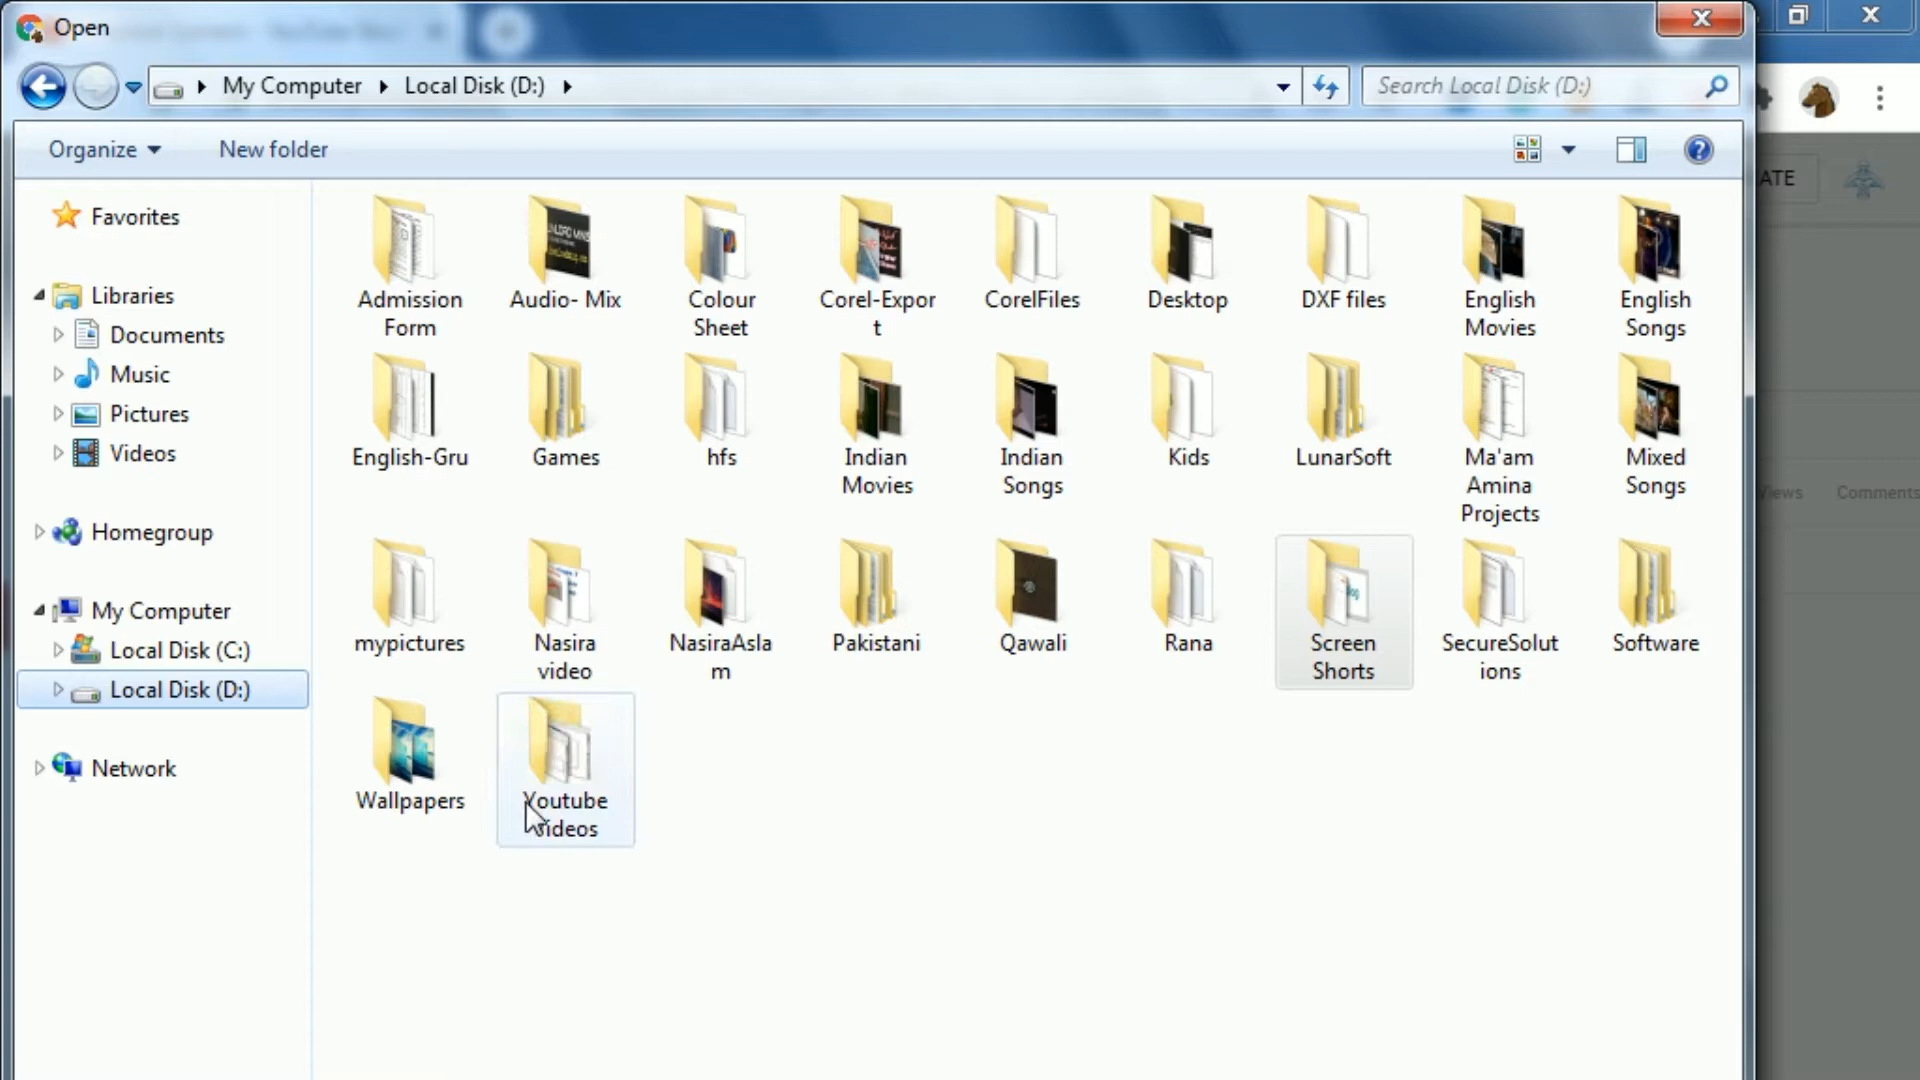 Open
My Computer
Local Disk (D:)
Search Local Disk (D:)
Organize
New folder
ATE
Favorites
Libraries
Documents
Music
Pictures
Videos
Homegroup
My Computer
Local Disk (C:)
Local Disk (D:)
Network
Admission
Form
Audio- Mix
Colour
Sheet
Corel-Expor
t
CorelFiles
Desktop
DXF files
English
Movies
English
Songs
English-Gru
Games
hfs
Indian
Movies
Indian
Songs
Kids
LunarSoft
Ma'am
Amina
Projects
Mixed
Songs
Views
Comments
mypictures
Nasira
video
NasiraAsla
m
Pakistani
Qawali
Rana
Screen
Shorts
SecureSolut
ions
Software
Wallpapers
Youtube
videos